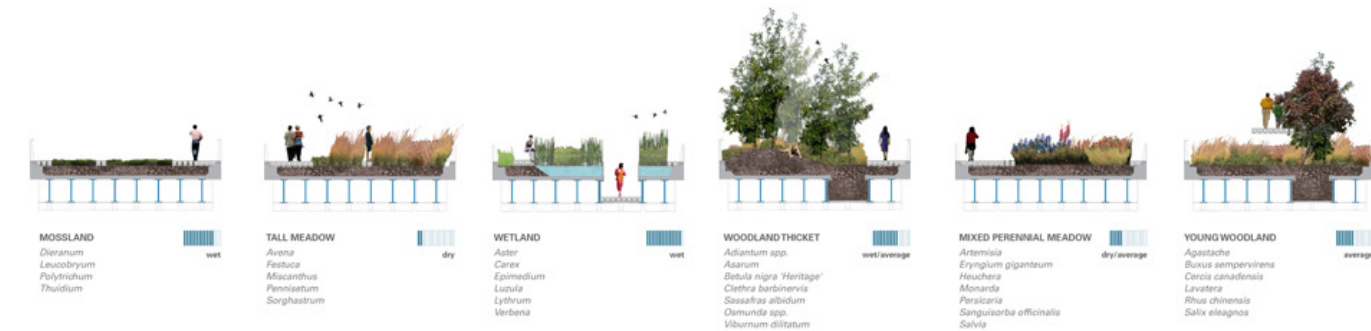 MOSSLAND
wet
Dieranum
Leucobryum
Polytrichum
Thuidium
TALL MEADOW
dry
Avena
Festuca
Miscanthus
Pennisetum
Sorghastrum
WETLAND
wet
Aster
Carex
Epimedium
Luzula
Lythrum
Verbena
WOODLAND THICKET
wet/average
Adiantum spp.
Asarum
Betula nigra 'Heritage'
Clethra barbinervis
Sassafras albidum
Osmunda spp.
Viburnum dilitatum
MIXED PERENNIAL MEADOW
dry/average
Artemisia
Eryngium giganteum
Heuchera
Monarda
Persicaria
Sanguisorba officinalis
Salvia
YOUNG WOODLAND
average
Agastache
Buxus sempervirens
Cercis canadensis
Lavatera
Rhus chinensis
Salix eleagnos